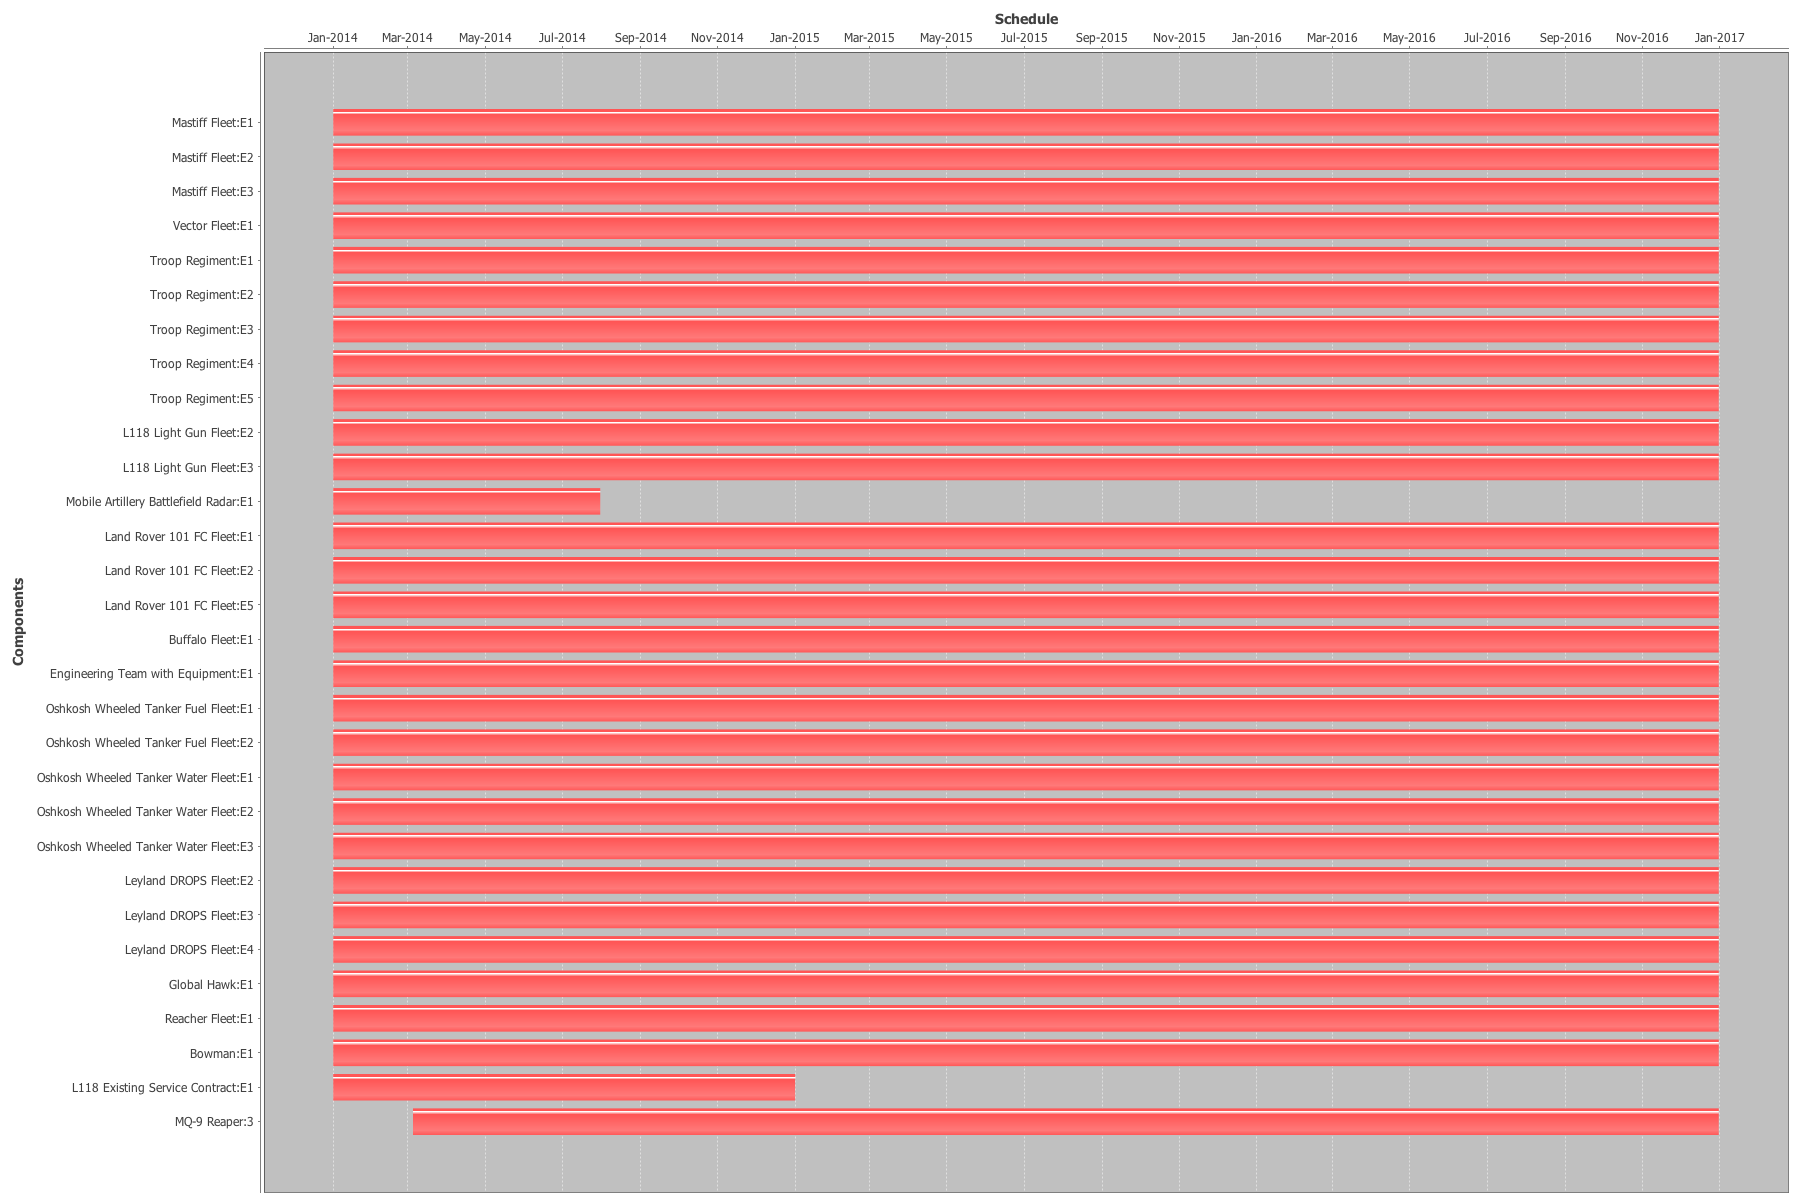 Schedule
Jan-2014 Mar-2014 May-2014 Jul-2014 Sep-2014 Nov-2014 Jan-2015 Mar-2015 May-2015 Jul-2015 Sep-2015 Nov-2015 Jan-2016 Mar-2016 May-2016 Jul-2016 Sep-2016 Nov-2016 Jan-2017
Components
Mastiff Fleet:E1
Mastiff Fleet:E2
Mastiff Fleet:E3
Vector Fleet:E1
Troop Regiment:E1
Troop Regiment:E2
Troop Regiment:E3
Troop Regiment:E4
Troop Regiment:E5
L118 Light Gun Fleet:E2
L118 Light Gun Fleet:E3
Mobile Artillery Battlefield Radar:E1
Land Rover 101 FC Fleet:E1
Land Rover 101 FC Fleet:E2
Land Rover 101 FC Fleet:E5
Buffalo Fleet:E1
Engineering Team with Equipment:E1
Oshkosh Wheeled Tanker Fuel Fleet:E1
Oshkosh Wheeled Tanker Fuel Fleet:E2
Oshkosh Wheeled Tanker Water Fleet:E1
Oshkosh Wheeled Tanker Water Fleet:E2
Oshkosh Wheeled Tanker Water Fleet:E3
Leyland DROPS Fleet:E2
Leyland DROPS Fleet:E3
Leyland DROPS Fleet:E4
Global Hawk:E1
Reacher Fleet:E1
Bowman:E1
L118 Existing Service Contract:E1
MQ-9 Reaper:3